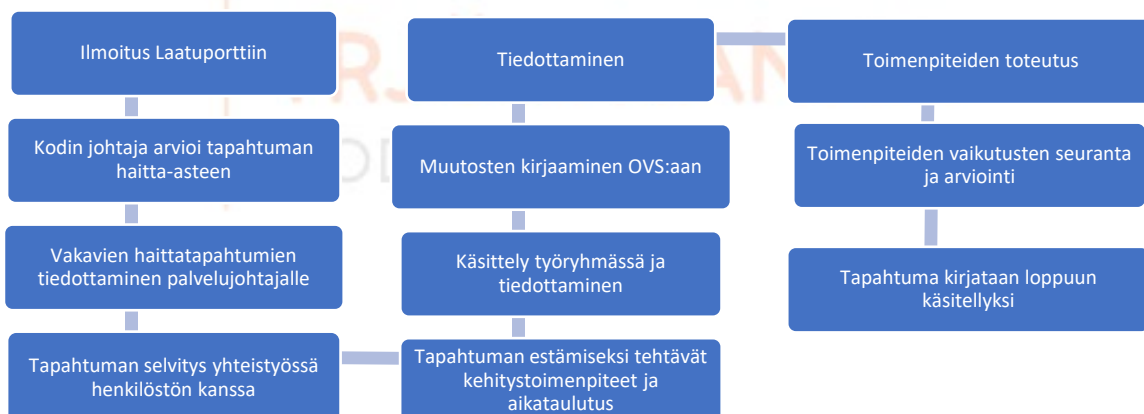 Ilmoitus Laatuporttiin
Kodin johtaja arvioi tapahtuman
haitta-asteen
Vakavien haittatapahtumien
tiedottaminen palvelujohtajalle
Tapahtuman selvitys yhteistyössä
henkilöstön kanssa
Tapahtuman estämiseksi tehtävät
kehitystoimenpiteet ja
aikataulutus
Käsittely työryhmässä ja
tiedottaminen
Muutosten kirjaaminen OVS:aan
Tiedottaminen
Toimenpiteiden toteutus
Toimenpiteiden vaikutusten seuranta
ja arviointi
Tapahtuma kirjataan loppuun
käsitellyksi